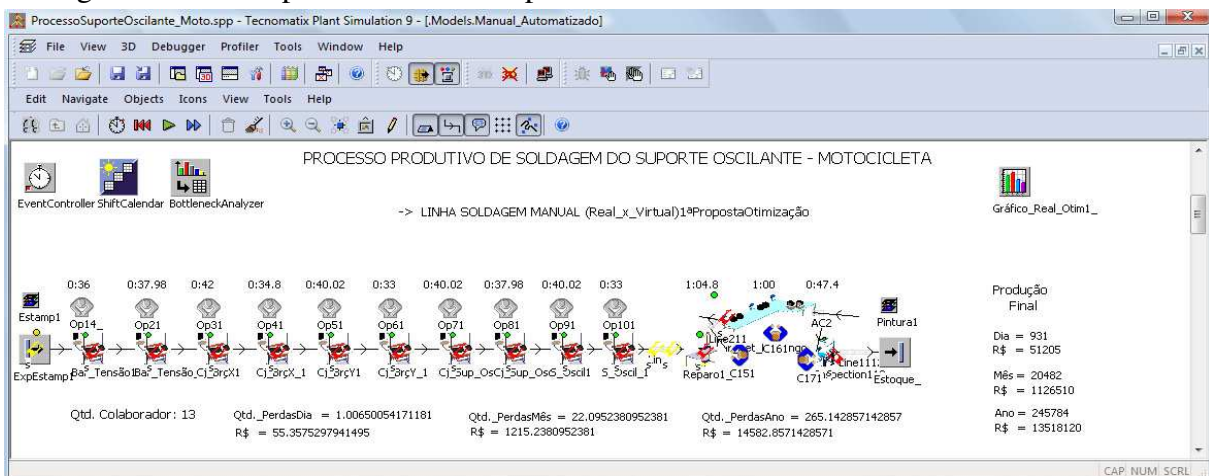 ProcessoSuporteOscilante_Moto.spp - Tecnomatix Plant Simulation 9 - [.Models.Manual_Automatizado]
File View 3D Debugger Profiler Tools Window Help
Edit Navigate Objects Icons View Tools Help
PROCESSO PRODUTIVO DE SOLDAGEM DO SUPORTE OSCILANTE - MOTOCICLETA
EventController ShiftCalendar BottleneckAnalyzer
-> LINHA SOLDAGEM MANUAL (Real_x_Virtual)1ªPropostaOtimização
Gráfico_Real_Otim1_
0:36 0:37.98 0:42 0:34.8 0:40.02 0:33 0:40.02 0:37.98 0:40.02 0:33 1:04.8 1:00 0:47.4
Produção
Final
Estamp1 Op14_ Op21 Op31 Op41 Op51 Op61 Op71 Op81 Op91 Op101 AC2 Pintura1
Dia = 931
R$ = 51205
Reparo1_C151 C171 Estoque_
Mês = 20482
R$ = 1126510
Qtd. Colaborador: 13 Qtd._PerdasDia = 1.00650054171181 Qtd._PerdasMês = 22.0952380952381 Qtd._PerdasAno = 265.142857142857
R$ = 55.3575297941495 R$ = 1215.2380952381 R$ = 14582.8571428571
Ano = 245784
R$ = 13518120
CAP NUM SCRL